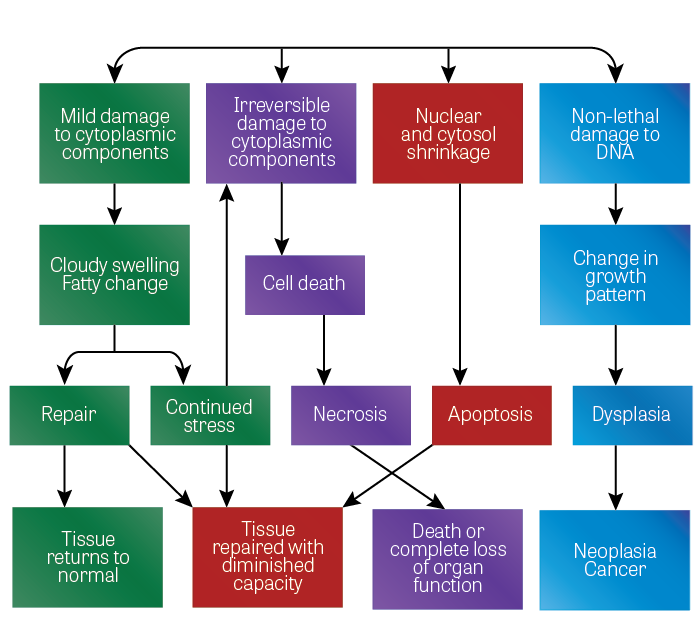 Mild damage
to cytoplasmic
components
Irreversible
damage to
cytoplasmic
components
Nuclear
and cytosol
shrinkage
Non-lethal
damage to
DNA
Cloudy swelling
Fatty change
Cell death
Change in
growth
pattern
Repair
Continued
stress
Necrosis
Apoptosis
Dysplasia
Tissue
returns to
normal
Tissue
repaired with
diminished
capacity
Death or
complete loss
of organ
function
Neoplasia
Cancer